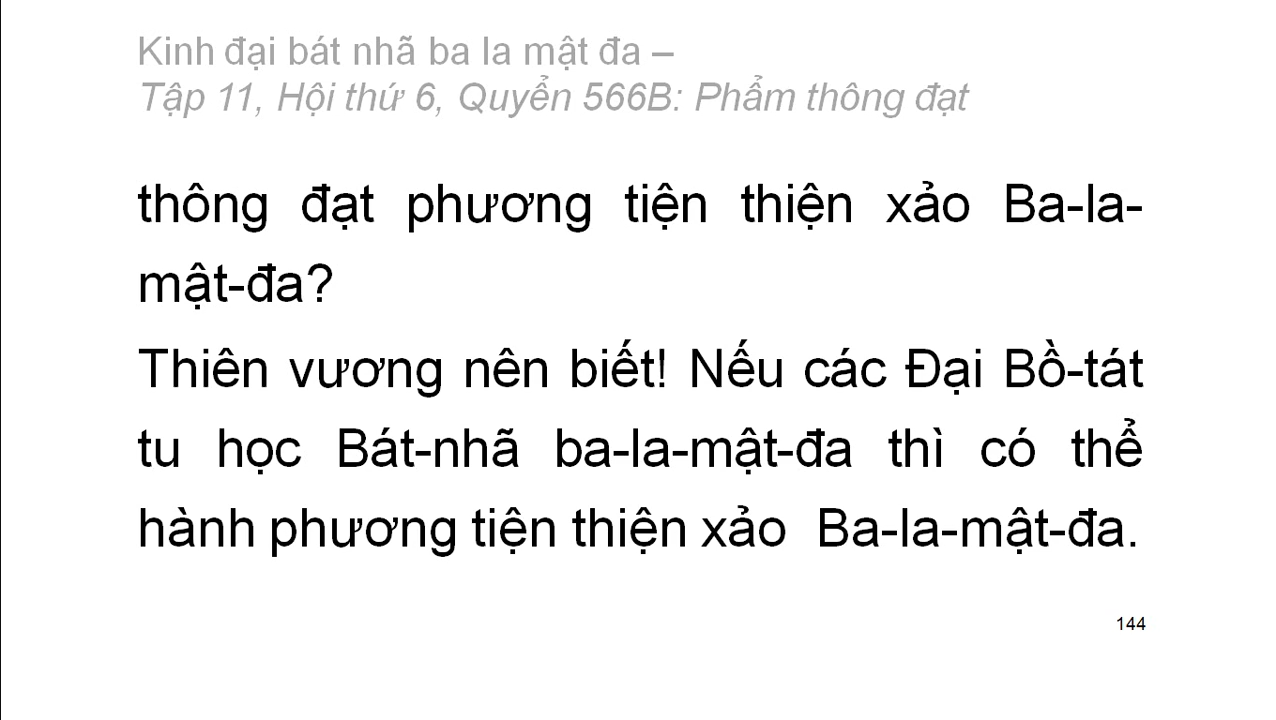 Kinh đại bát nhã ba la mật đa –
Tập 11, Hội thứ 6, Quyển 566B: Phẩm thông đạt
thông đạt phương tiện thiện xảo Ba-la-
mật-đa?
Thiên vương nên biết! Nếu các Đại Bồ-tát
tu học Bát-nhã ba-la-mật-đa thì có thể
hành phương tiện thiện xảo  Ba-la-mật-đa.
144